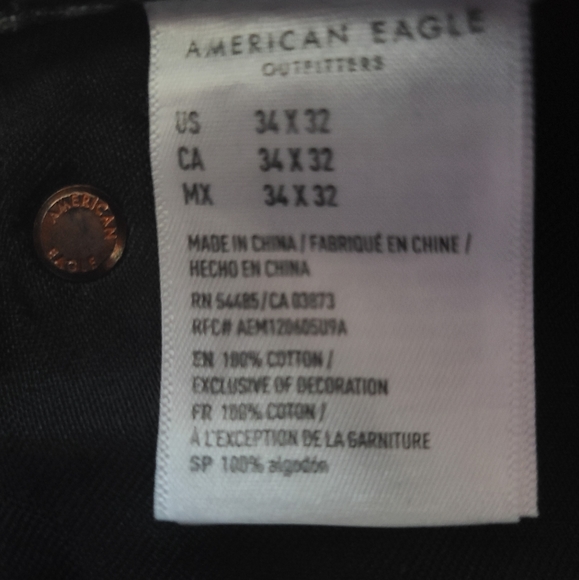 AMERICAN EAGLE
OUTFITTERS
US 34 X 32
CA 34 X 32
MX 34 X 32
AMERICAN
EAGLE
MADE IN CHINA / FABRIQUÉ EN CHINE /
HECHO EN CHINA
RN 54485/CA 03873
RFC# AEM120605U9A
EN 100% COTTON /
EXCLUSIVE OF DECORATION
FR 100% COTON /
À L'EXCEPTION DE LA GARNITURE
SP 100% algodón